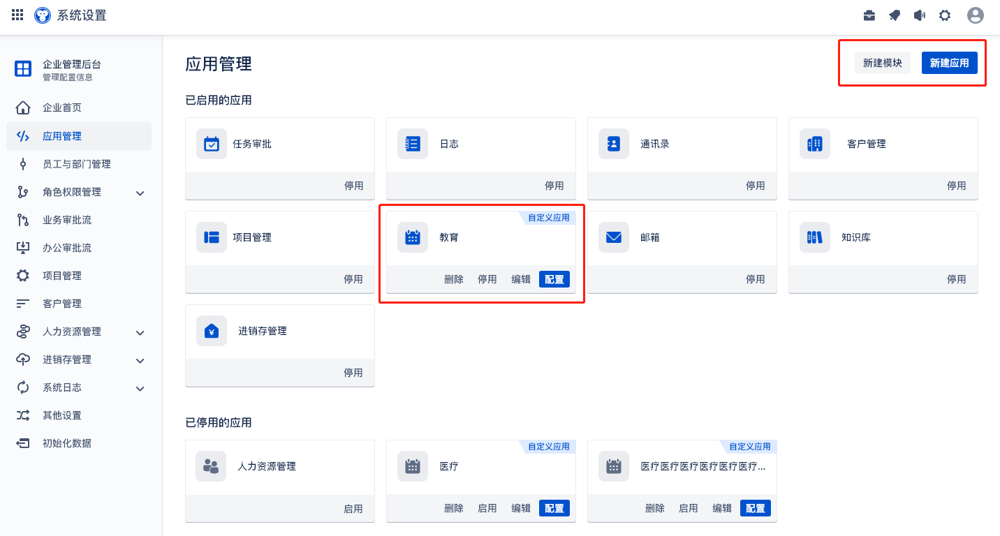 系统设置
企业管理后台
管理配置信息
企业首页
应用管理
员工与部门管理
角色权限管理
业务审批流
办公审批流
项目管理
客户管理
人力资源管理
进销存管理
系统日志
其他设置
初始化数据
应用管理
新建模块
新建应用
已启用的应用
任务审批
停用
日志
停用
通讯录
停用
客户管理
停用
项目管理
停用
自定义应用
教育
删除 停用 编辑 配置
邮箱
停用
知识库
停用
进销存管理
停用
已停用的应用
人力资源管理
启用
自定义应用
医疗
删除 启用 编辑 配置
自定义应用
医疗医疗医疗医疗医疗医疗...
删除 启用 编辑 配置